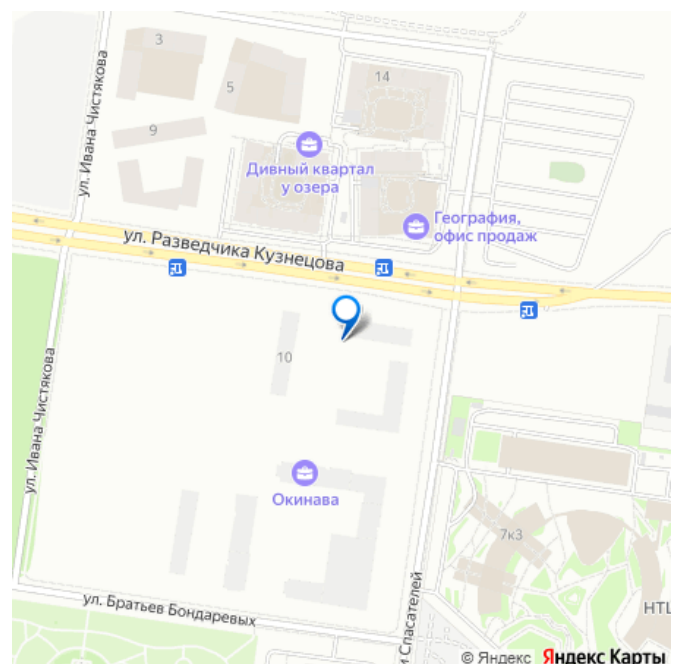 3
5
14
ул. Ивана Чистякова
9
Дивный квартал
у озера
География,
офис продаж
ул. Разведчика Кузнецова
10
ул. Ивана Чистякова
Окинава
7к3
ул. Братьев Бондаревых
и Спасателей
НТЦ
© Яндекс Яндекс Карты